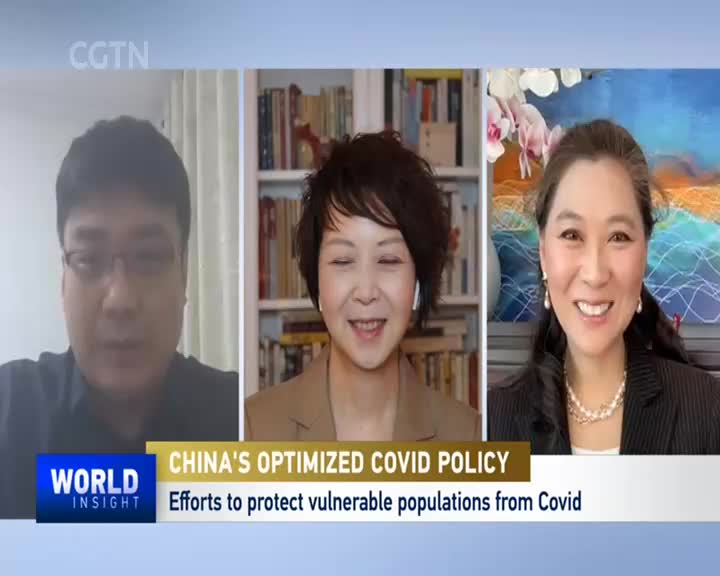 CGTN
CHINA'S OPTIMIZED COVID POLICY
WORLD
INSIGHT
Efforts to protect vulnerable populations from Covid